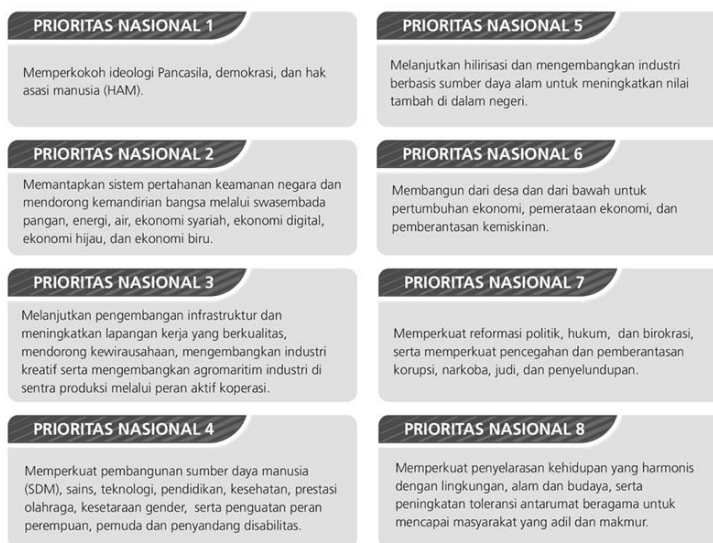 PRIORITAS NASIONAL 1
Memperkokoh ideologi Pancasila, demokrasi, dan hak
asasi manusia (HAM).
PRIORITAS NASIONAL 2
Memantapkan sistem pertahanan keamanan negara dan
mendorong kemandirian bangsa melalui swasembada
pangan, energi, air, ekonomi syariah, ekonomi digital,
ekonomi hijau, dan ekonomi biru.
PRIORITAS NASIONAL 3
Melanjutkan pengembangan infrastruktur dan
meningkatkan lapangan kerja yang berkualitas,
mendorong kewirausahaan, mengembangkan industri
kreatif serta mengembangkan agromaritim industri di
sentra produksi melalui peran aktif koperasi.
PRIORITAS NASIONAL 4
Memperkuat pembangunan sumber daya manusia
(SDM), sains, teknologi, pendidikan, kesehatan, prestasi
olahraga, kesetaraan gender, serta penguatan peran
perempuan, pemuda dan penyandang disabilitas.
PRIORITAS NASIONAL 5
Melanjutkan hilirisasi dan mengembangkan industri
berbasis sumber daya alam untuk meningkatkan nilai
tambah di dalam negeri.
PRIORITAS NASIONAL 6
Membangun dari desa dan dari bawah untuk
pertumbuhan ekonomi, pemerataan ekonomi, dan
pemberantasan kemiskinan.
PRIORITAS NASIONAL 7
Memperkuat reformasi politik, hukum, dan birokrasi,
serta memperkuat pencegahan dan pemberantasan
korupsi, narkoba, judi, dan penyelundupan.
PRIORITAS NASIONAL 8
Memperkuat penyelarasan kehidupan yang harmonis
dengan lingkungan, alam dan budaya, serta
peningkatan toleransi antarumat beragama untuk
mencapai masyarakat yang adil dan makmur.